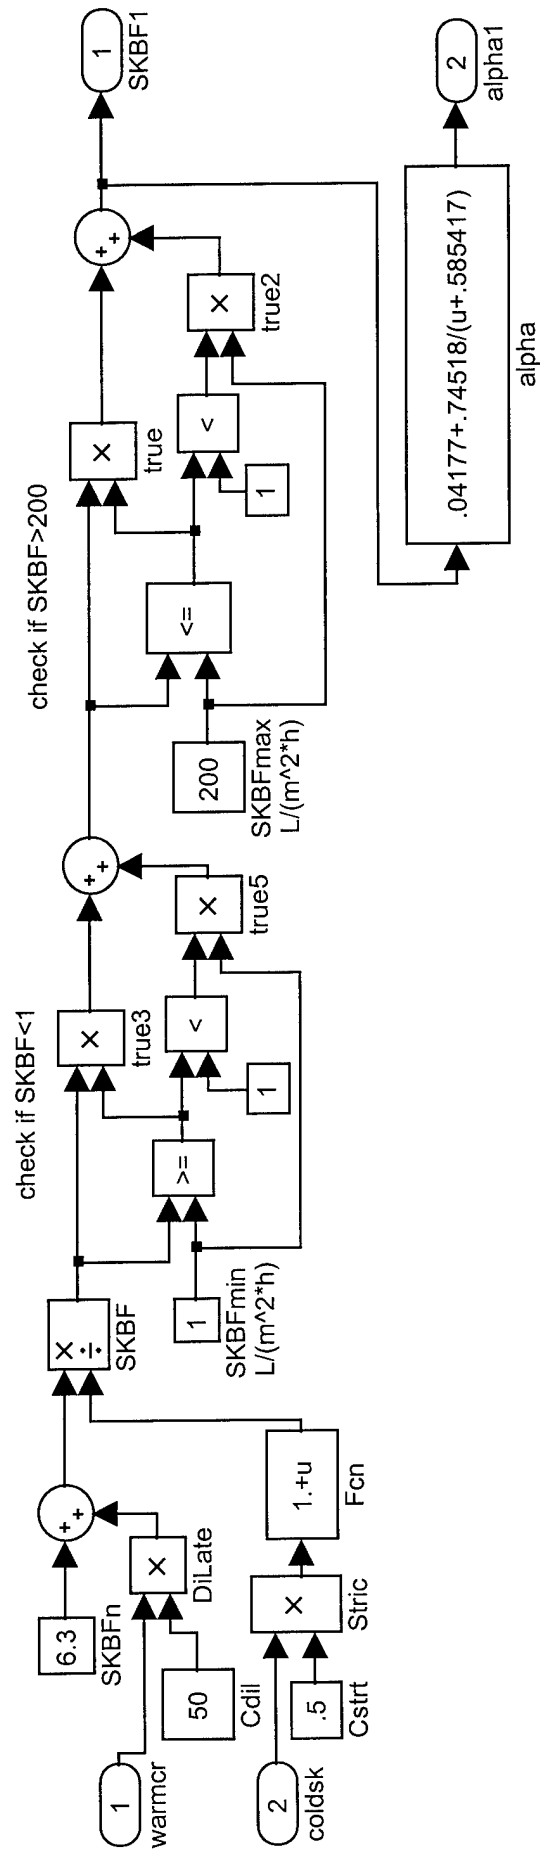 1
warmcr
2
coldsk
6.3
SKBFn
50
Cdil
.5
Cstrt
×
DiLate
×
Stric
+
+
1.+u
Fcn
×
÷
SKBF
1
SKBFmin
L/(m^2*h)
check if SKBF<1
>=
1
×
true3
<
×
true5
+
+
200
SKBFmax
L/(m^2*h)
check if SKBF>200
<=
1
×
true
<
×
true2
+
+
1
SKBF1
.04177+.74518/(u+.585417)
alpha
2
alpha1